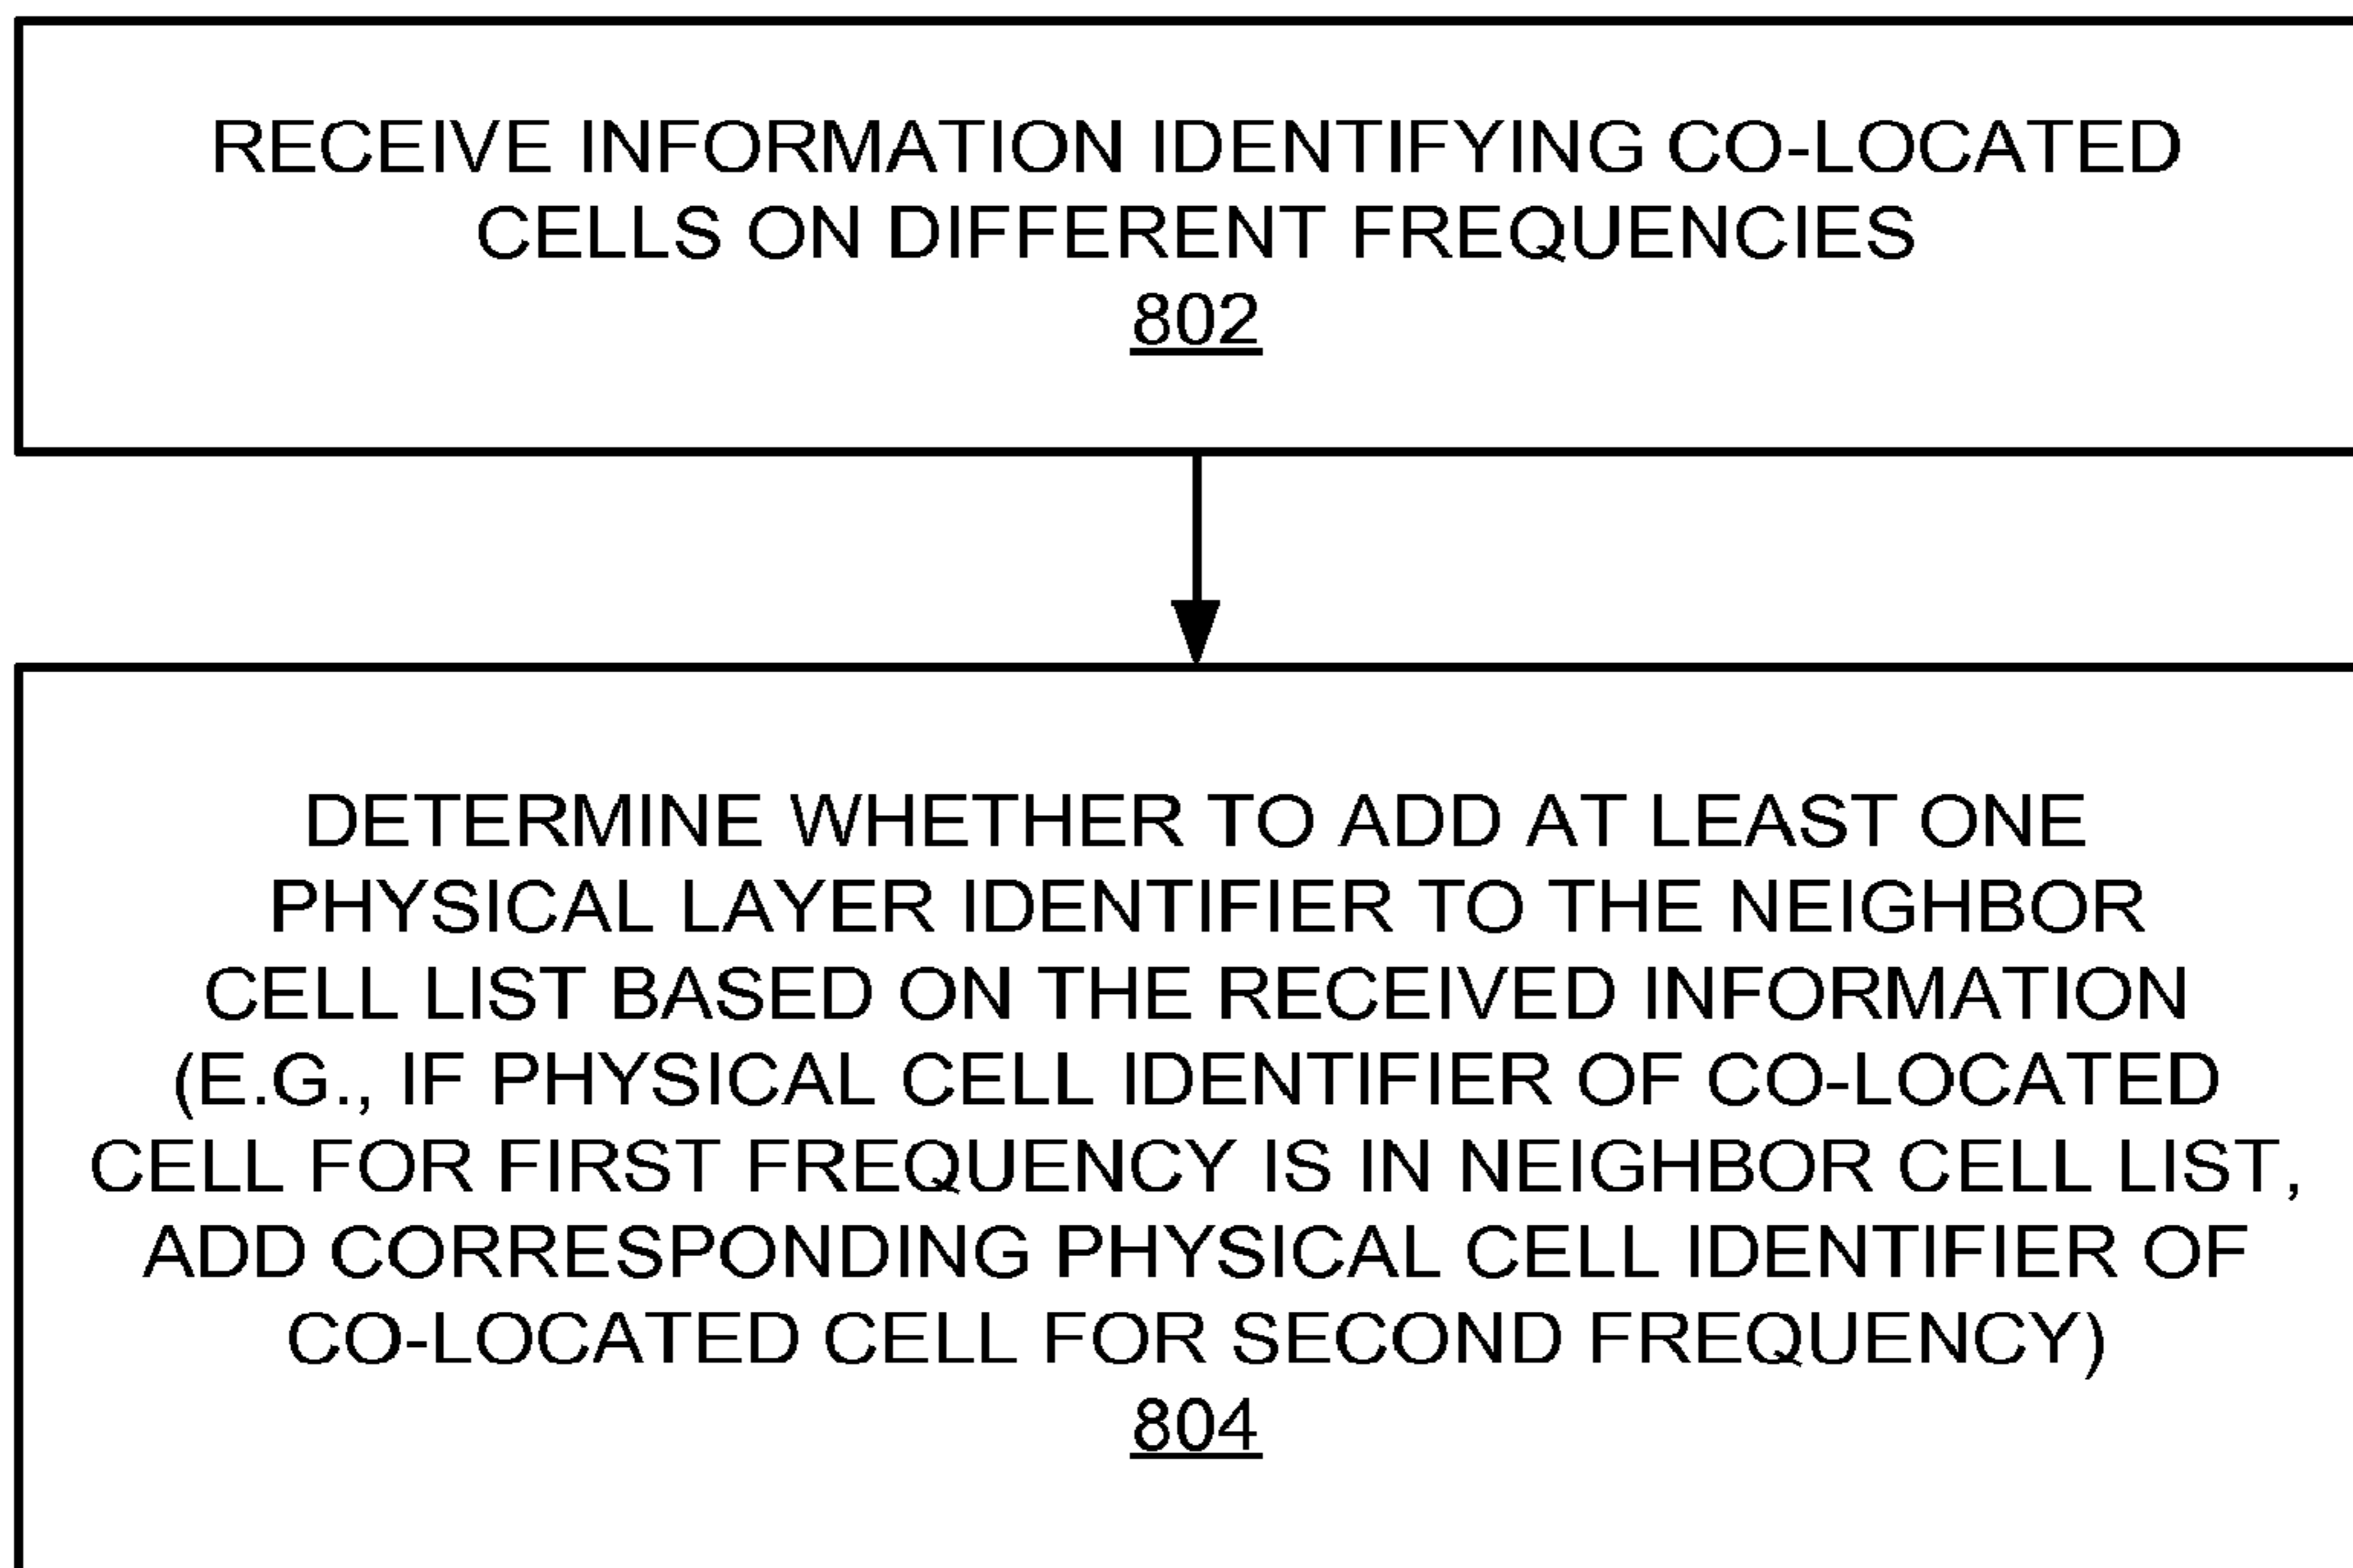 RECEIVE INFORMATION IDENTIFYING CO-LOCATED
CELLS ON DIFFERENT FREQUENCIES
802
DETERMINE WHETHER TO ADD AT LEAST ONE
PHYSICAL LAYER IDENTIFIER TO THE NEIGHBOR
CELL LIST BASED ON THE RECEIVED INFORMATION
(E.G., IF PHYSICAL CELL IDENTIFIER OF CO-LOCATED
CELL FOR FIRST FREQUENCY IS IN NEIGHBOR CELL LIST,
ADD CORRESPONDING PHYSICAL CELL IDENTIFIER OF
CO-LOCATED CELL FOR SECOND FREQUENCY)
804